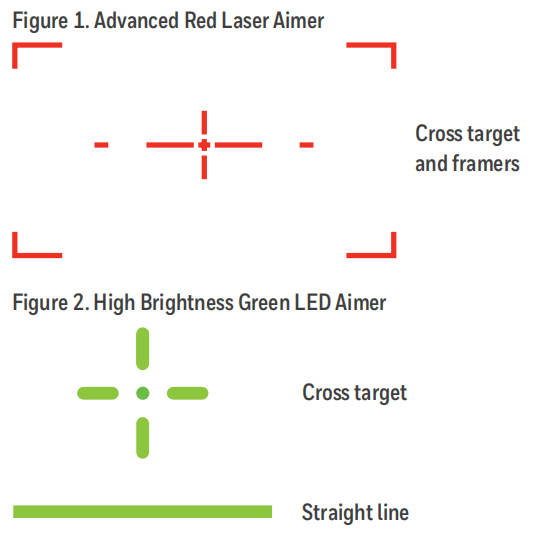 Figure 1. Advanced Red Laser Aimer
Cross target
and framers
Figure 2. High Brightness Green LED Aimer
Cross target
Straight line